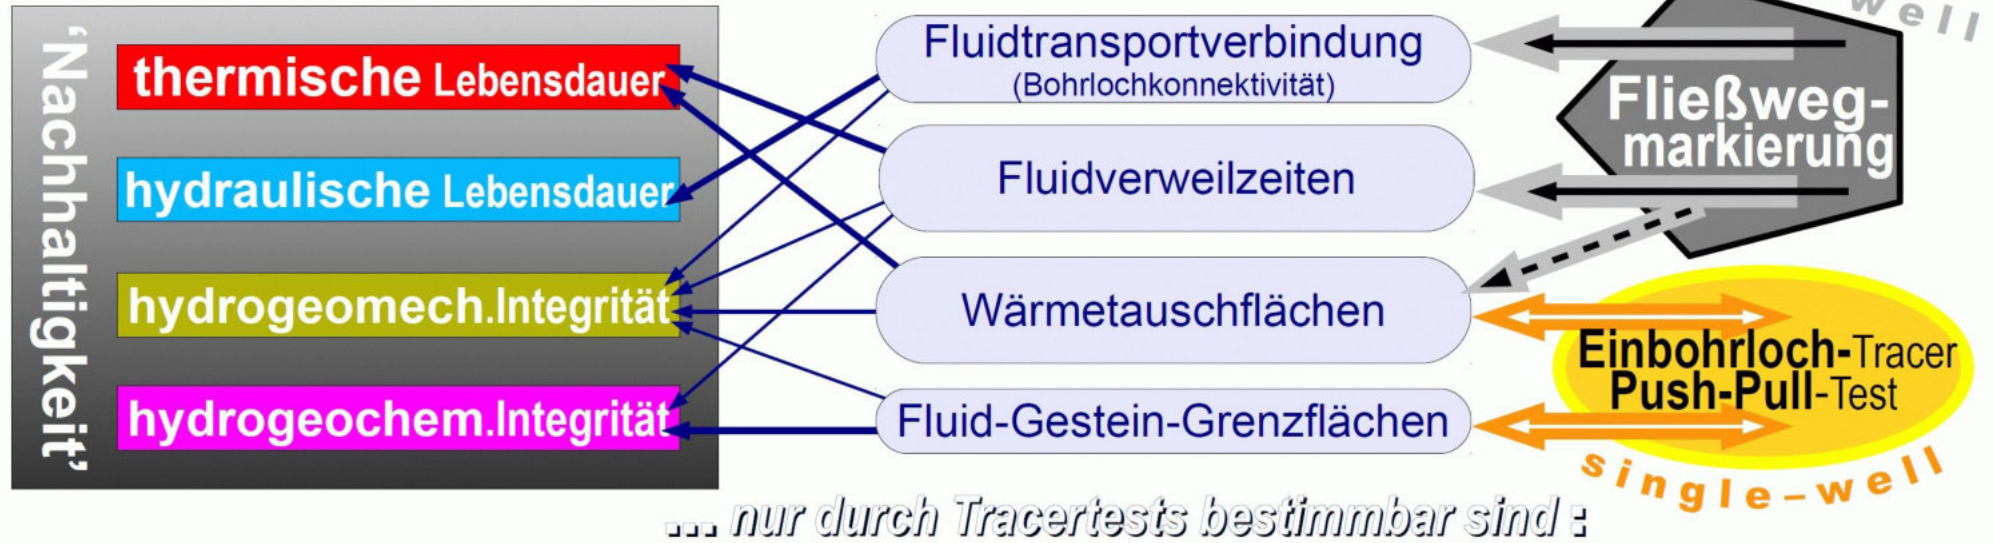 'Nachhaltigkeit'
thermische Lebensdauer
hydraulische Lebensdauer
hydrogeomech.Integrität
hydrogeochem.Integrität
Fluidtransportverbindung
(Bohrlochkonnektivität)
Fluidverweilzeiten
Wärmetauschflächen
Fluid-Gestein-Grenzflächen
well
Fließweg-
markierung
Einbohrloch-Tracer
Push-Pull-Test
single-well
... nur durch Tracertests bestimmbar sind :